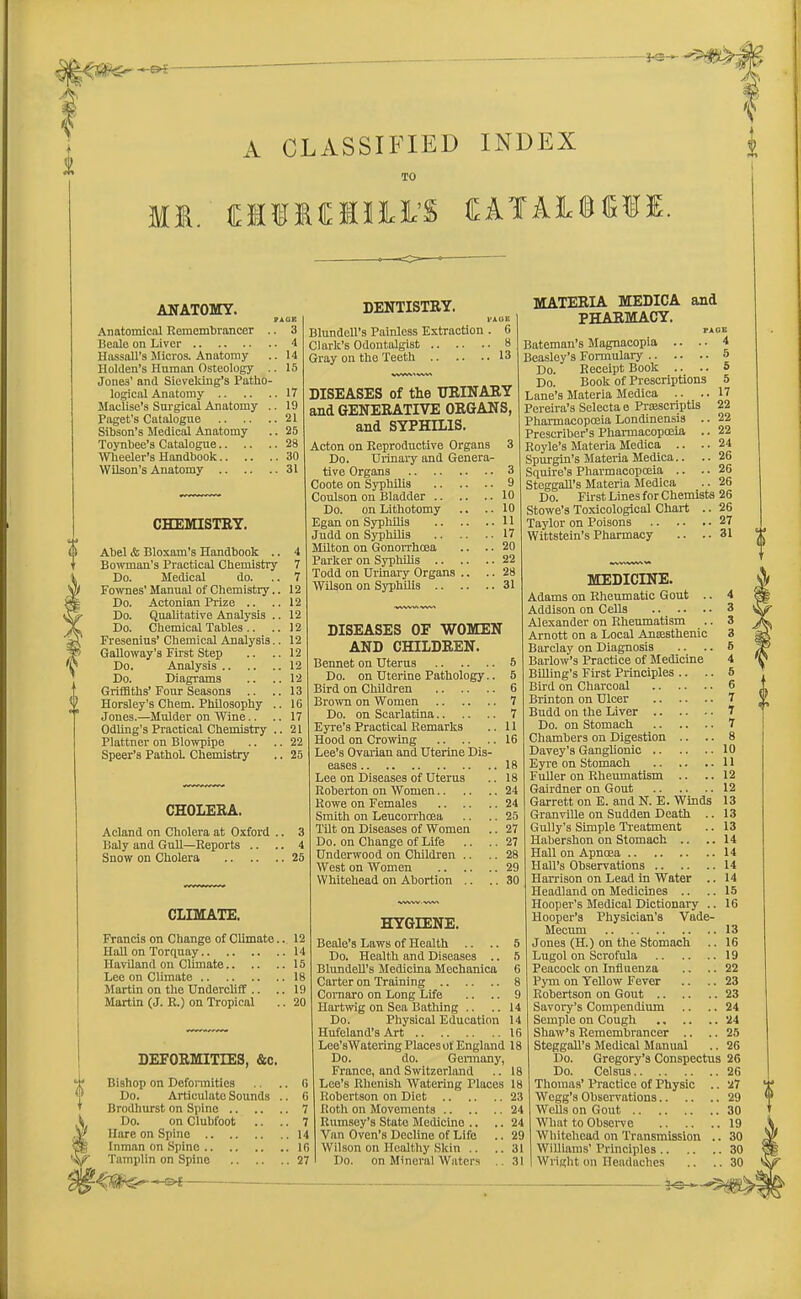 A CLASSIFIED INDEX
TO
MR. CHURCHILL'S CATALOGUE.
ANATOMY.
PAGE
Anatomical Remembrancer .. 3
Beale on Liver .. .. .. .. 4
Hassall's Micros. Anatomy .. 14
Holden's Human Osteology .. 15
Jones' and Sieveking's Patho-
logical Anatomy .. .. .. 17
Maclise's Surgical Anatomy .. 19
Paget's Catalogue .. .. .. 21
Sibson's Medical Anatomy .. 25
Toynbee's Catalogue .. .. .. 28
Wheeler's Handbook .. .. .. 30
Wilson's Anatomy .. .. .. 31
CHEMISTRY.
Abel & Bloxam's Handbook .. 4
Bowman's Practical Chemistry 7
Do. Medical do. .. 7
Fownes' Manual of Chemistry .. 12
Do. Actonian Prize .. .. 12
Do. Qualitative Analysis .. 12
Do. Chemical Tables .. .. 12
Fresenius' Chemical Analysis .. 12
Galloway's First Step .. .. 12
Do. Analysis .. .. .. 12
Do. Diagrams .. .. 12
Griffiths' Four Seasons .. .. 13
Horsley's Chem. Philosophy .. 16
Jones.—Mulder on Wine .. .. 17
Odling's Practical Chemistry .. 21
Plattner on Blowpipe .. .. 22
Speer's Pathol. Chemistry .. 25
CHOLERA.
Acland on Cholera at Oxford .. 3
Baly and Gull—Reports .. .. 4
Snow on Cholera .. .. .. 25
CLIMATE.
Francis on Change of Climate .. 12
Hall on Torquay .. .. .. .. 14
Haviland on Climate .. .. .. 15
Lee on Climate .. .. .. .. 18
Martin on the Undercliff .. .. 19
Martin (J. R.) on Tropical .. 20
DEFORMITIES, &c.
Bishop on Deformities .. .. 6
Do. Articulate Sounds .. 6
Brodhurst on Spine .. .. .. 7
Do. on Clubfoot .. .. 7
Hare on Spine .. .. .. .. 14
Inman on Spine .. .. .. .. 16
Tamplin on Spine .. .. .. 27
DENTISTRY.
PAGE
Blundell's Painless Extraction . 6
Clark's Odontalgist .. .. .. 8
Gray on the Teeth .. .. .. 13
DISEASES of the URINARY
and GENERATIVE ORGANS,
and SYPHILIS.
Acton on Reproductive Organs 3
Do. Urinary and Genera-
tive Organs .. .. .. .. 3
Coote on Syphilis .. .. .. 9
Coulson on Bladder .. .. .. 10
Do. on Lithotomy .. .. 10
Egan on Syphilis .. .. .. 11
Judd on Syphilis .. .. .. 17
Milton on Gonorrhœa .. .. 20
Parker on Syphilis .. .. .. 22
Todd on Urinary Organs .. .. 28
Wilson on Syphilis .. .. .. 31
DISEASES OF WOMEN
AND CHILDREN.
Bennet on Uterus .. .. .. 5
Do. on Uterine Pathology .. 5
Bird on Children .. .. .. 6
Brown on Women .. .. .. 7
Do. on Scarlatina .. .. .. 7
Eyre's Practical Remarks .. 11
Hood on Crowing .. .. .. 16
Lee's Ovarian and Uterine Dis-
eases .. .. .. .. .. .. 18
Lee on Diseases of Uterus .. 18
Roberton on Women .. .. .. 24
Rowe on Females .. .. .. 24
Smith on Leucorrhœa .. .. 25
Tilt on Diseases of Women .. 27
Do. on Change of Life .. .. 27
Underwood on Children .. .. 28
West on Women .. .. .. 29
Whitehead on Abortion .. .. 30
HYGIENE.
Beale's Laws of Health .. .. 5
Do. Health and Diseases .. 5
Blundell's Medicina Mechanica 6
Carter on Training .. .. .. 8
Cornaro on Long Life .. .. 9
Hartwig on Sea Bathing .. .. 14
Do. Physical Education 14
Hufeland's Art .. .. .. .. 16
Lee's Watering Places of England 18
Do. do. Germany,
France, and Switzerland .. 18
Lee's Rhenish Watering Places 18
Robertson on Diet .. .. .. 23
Roth on Movements .. .. .. 24
Rumsey's State Medicine .. .. 24
Van Oven's Decline of Life .. 29
Wilson on Healthy Skin .. .. 31
Do. on Mineral Waters .. 31
MATERIA MEDICA and
PHARMACY.
PAGE
Bateman's Magnacopia .. .. 4
Beasley's Formulary .. .. .. 5
Do. Receipt Book .. .. 5
Do. Book of Prescriptions 5
Lane's Materia Medica .. .. 17
Pereira's Selecta e Præscriptis 22
Pharmacopœia Londinensis .. 22
Prescriber's Pharmacopœia .. 22
Royle's Materia Medica .. .. 24
Spurgin's Materia Medica .. .. 26
Squire's Pharmacopœia .. .. 26
Steggall's Materia Medica .. 26
Do. First Lines for Chemists 26
Stowe's Toxicological Chart .. 26
Taylor on Poisons .. .. .. 27
Wittstein's Pharmacy .. .. 31
MEDICINE.
Adams on Rheumatic Gout .. 4
Addison on Cells .. .. .. 3
Alexander on Rheumatism .. 3
Arnott on a Local Anæsthenic 3
Barclay on Diagnosis .. .. 5
Barlow's Practice of Medicine 4
Billing's First Principles .. .. 5
Bird on Charcoal .. .. .. 6
Brinton on Ulcer .. .. .. 7
Budd on the Liver .. .. .. 7
Do. on Stomach .. .. .. 7
Chambers on Digestion .. .. 8
Davey's Ganglionic .. .. .. 10
Eyre on Stomach .. .. .. 11
Fuller on Rheumatism .. .. 12
Gairdner on Gout .. .. .. 12
Garrett on E. and N. E. Winds 13
Granville on Sudden Death .. 13
Gully's Simple Treatment .. 13
Habershon on Stomach .. .. 14
Hall on Apnœa .. .. .. .. 14
Hall's Observations .. .. .. 14
Harrison on Lead in Water .. 14
Headland on Medicines .. .. 15
Hooper's Medical Dictionary .. 16
Hooper's Physician's Vade-
Mecum .. .. .. .. .. 13
Jones (H.) on the Stomach .. 16
Lugol on Scrofula .. .. .. 19
Peacock on Influenza .. .. 22
Pym on Yellow Fever .. .. 23
Robertson on Gout .. .. .. 23
Savory's Compendium .. .. 24
Semple on Cough .. .. .. 24
Shaw's Remembrancer .. .. 25
Steggall's Medical Manual .. 26
Do. Gregory's Conspectus 26
Do. Celsus .. .. .. .. 26
Thomas' Practice of Physic .. 27
Wegg's Observations .. .. .. 29
Wells on Gout .. .. .. .. 30
What to Observe .. .. .. 19
Whitehead on Transmission .. 30
Williams' Principles .. .. .. 30
Wright on Headaches .. .. 30